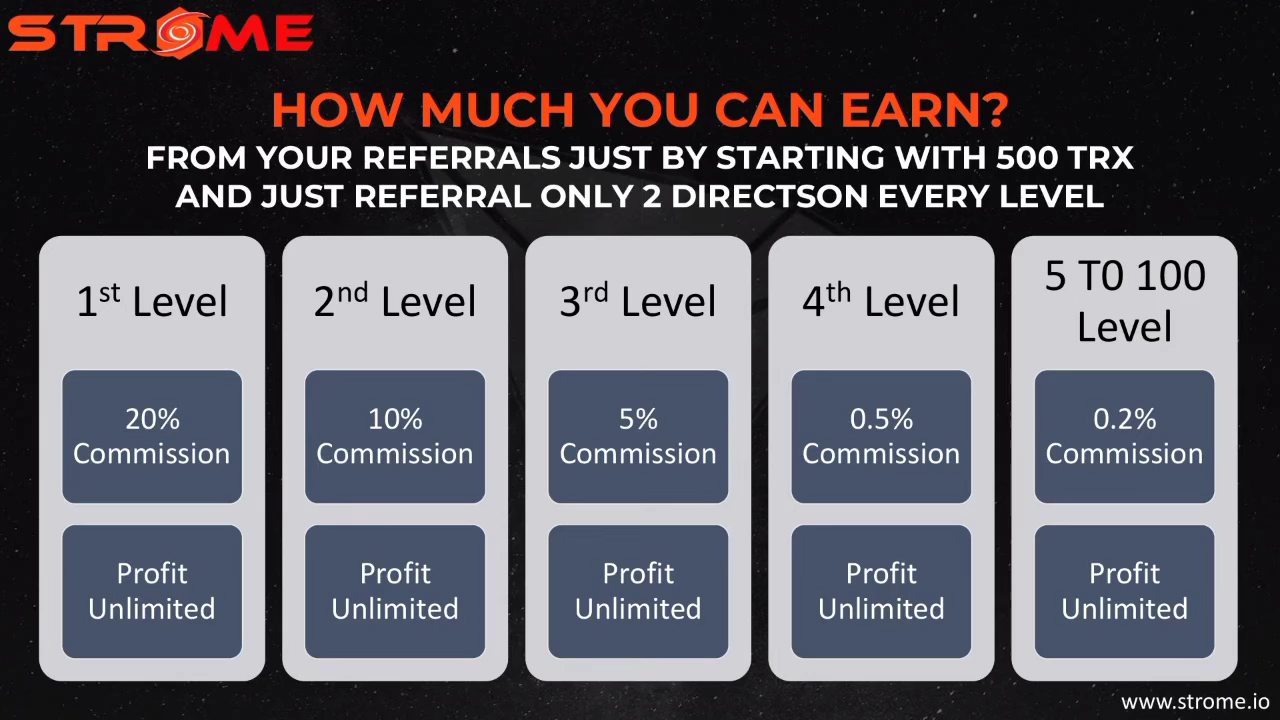 STROME
HOW MUCH YOU CAN EARN?
FROM YOUR REFERRALS JUST BY STARTING WITH 500 TRX
AND JUST REFERRAL ONLY 2 DIRECTSON EVERY LEVEL
1st Level
20%
Commission
Profit
Unlimited
2nd Level
10%
Commission
Profit
Unlimited
3rd Level
5%
Commission
Profit
Unlimited
4th Level
0.5%
Commission
Profit
Unlimited
5 T0 100
Level
0.2%
Commission
Profit
Unlimited
www.strome.io